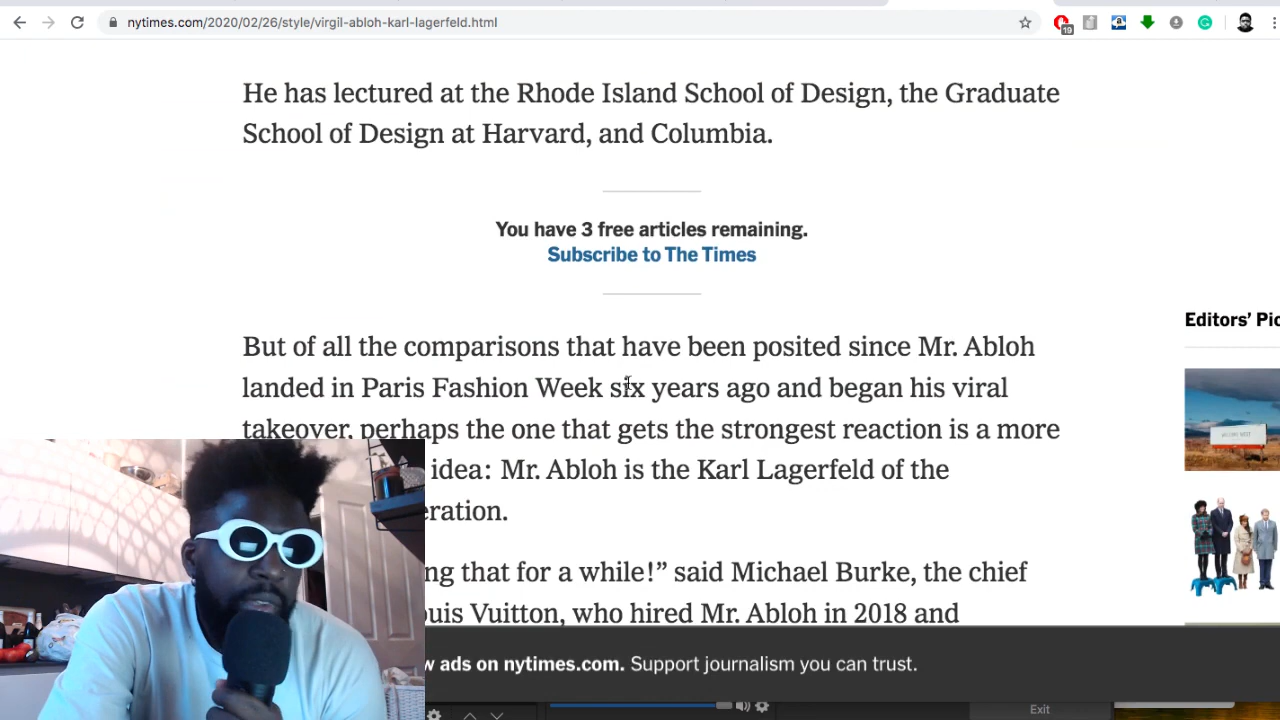 nytimes.com/2020/02/26/style/virgil-abloh-karl-lagerfeld.html
19
He has lectured at the Rhode Island School of Design, the Graduate
School of Design at Harvard, and Columbia.
You have 3 free articles remaining.
Subscribe to The Times
Editors’ Pic
But of all the comparisons that have been posited since Mr. Abloh
landed in Paris Fashion Week six years ago and began his viral
takeover, perhaps the one that gets the strongest reaction is a more
idea: Mr. Abloh is the Karl Lagerfeld of the
eration.
ng that for a while!” said Michael Burke, the chief
ouis Vuitton, who hired Mr. Abloh in 2018 and
w ads on nytimes.com. Support journalism you can trust.
Exit